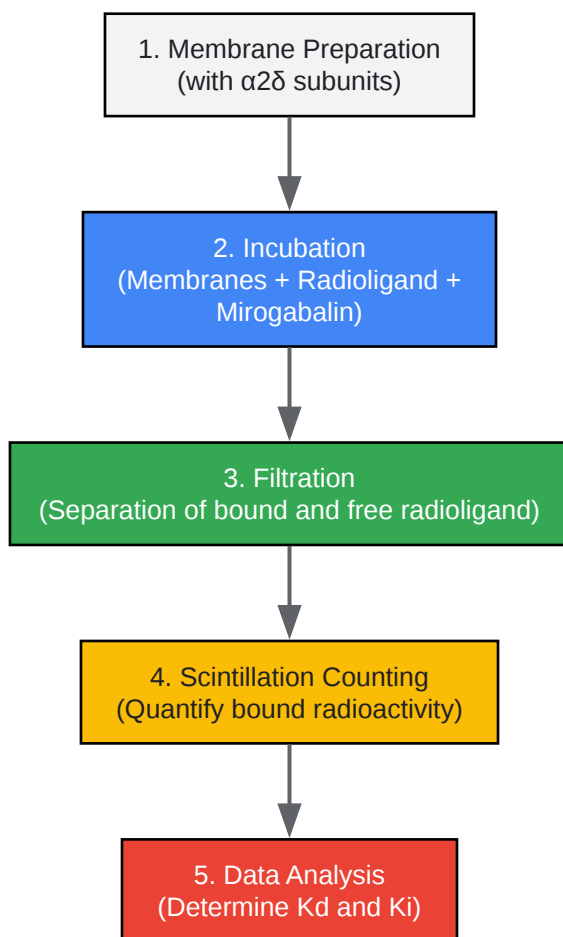 1. Membrane Preparation
(with α2δ subunits)
2. Incubation
(Membranes + Radioligand +
Mirogabalin)
3. Filtration
(Separation of bound and free radioligand)
4. Scintillation Counting
(Quantify bound radioactivity)
5. Data Analysis
(Determine Kd and Ki)